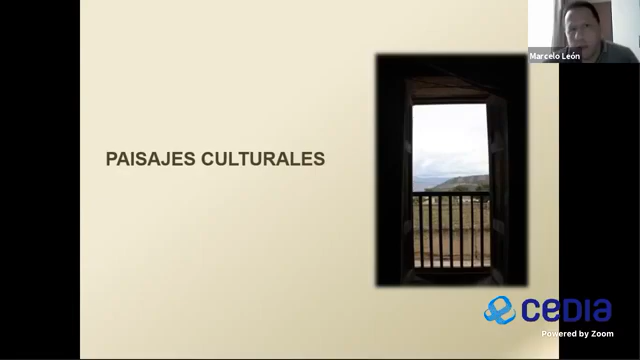 Marcelo León
PAISAJES CULTURALES
CEDIA
Powered by Zoom